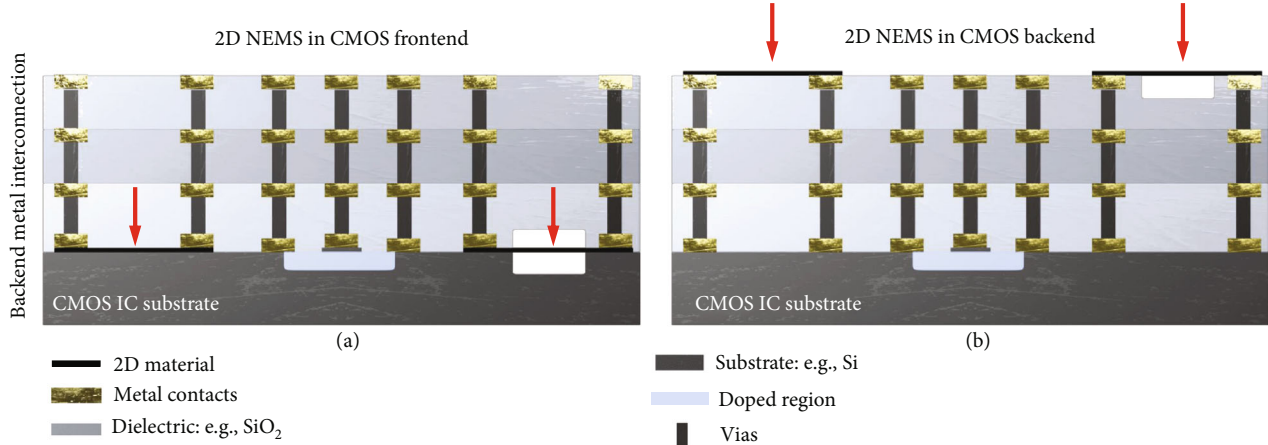 2D NEMS in CMOS frontend
2D NEMS in CMOS backend
Backend metal interconnection
CMOS IC substrate
CMOS IC substrate
(a)
(b)
2D material
Metal contacts
Dielectric: e.g., SiO₂
Substrate: e.g., Si
Doped region
Vias